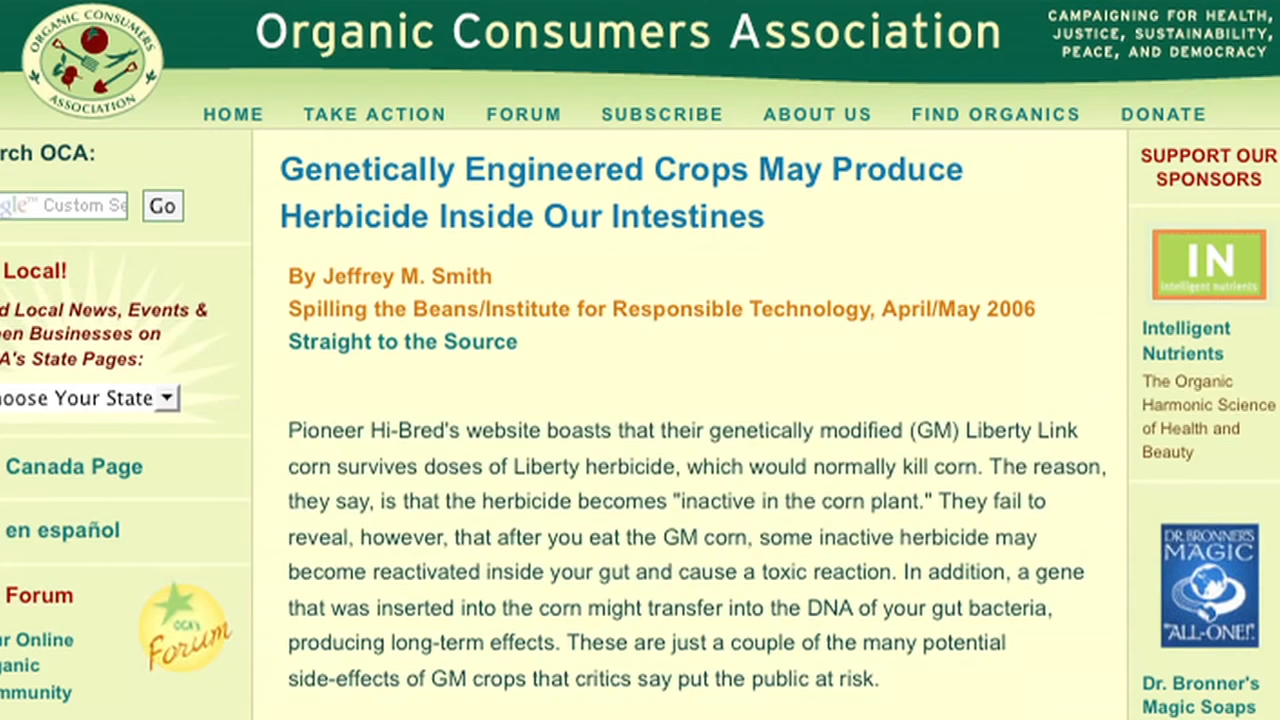 ORGANIC CONSUMERS
ASSOCIATION
Organic Consumers Association
CAMPAIGNING FOR HEALTH,
JUSTICE, SUSTAINABILITY,
PEACE, AND DEMOCRACY
HOME TAKE ACTION FORUM SUBSCRIBE ABOUT US FIND ORGANICS DONATE
rch OCA:
gle™ Custom Se Go
Local!
d Local News, Events &
en Businesses on
A's State Pages:
oose Your State
Canada Page
en español
Forum
r Online
ganic
mmunity
OCA's
Forum
Genetically Engineered Crops May Produce
Herbicide Inside Our Intestines
By Jeffrey M. Smith
Spilling the Beans/Institute for Responsible Technology, April/May 2006
Straight to the Source
Pioneer Hi-Bred's website boasts that their genetically modified (GM) Liberty Link
corn survives doses of Liberty herbicide, which would normally kill corn. The reason,
they say, is that the herbicide becomes "inactive in the corn plant." They fail to
reveal, however, that after you eat the GM corn, some inactive herbicide may
become reactivated inside your gut and cause a toxic reaction. In addition, a gene
that was inserted into the corn might transfer into the DNA of your gut bacteria,
producing long-term effects. These are just a couple of the many potential
side-effects of GM crops that critics say put the public at risk.
SUPPORT OUR
SPONSORS
IN
intelligent nutrients
Intelligent
Nutrients
The Organic
Harmonic Science
of Health and
Beauty
DR. BRONNER'S
MAGIC
"ALL-ONE!"
Dr. Bronner's
Magic Soaps